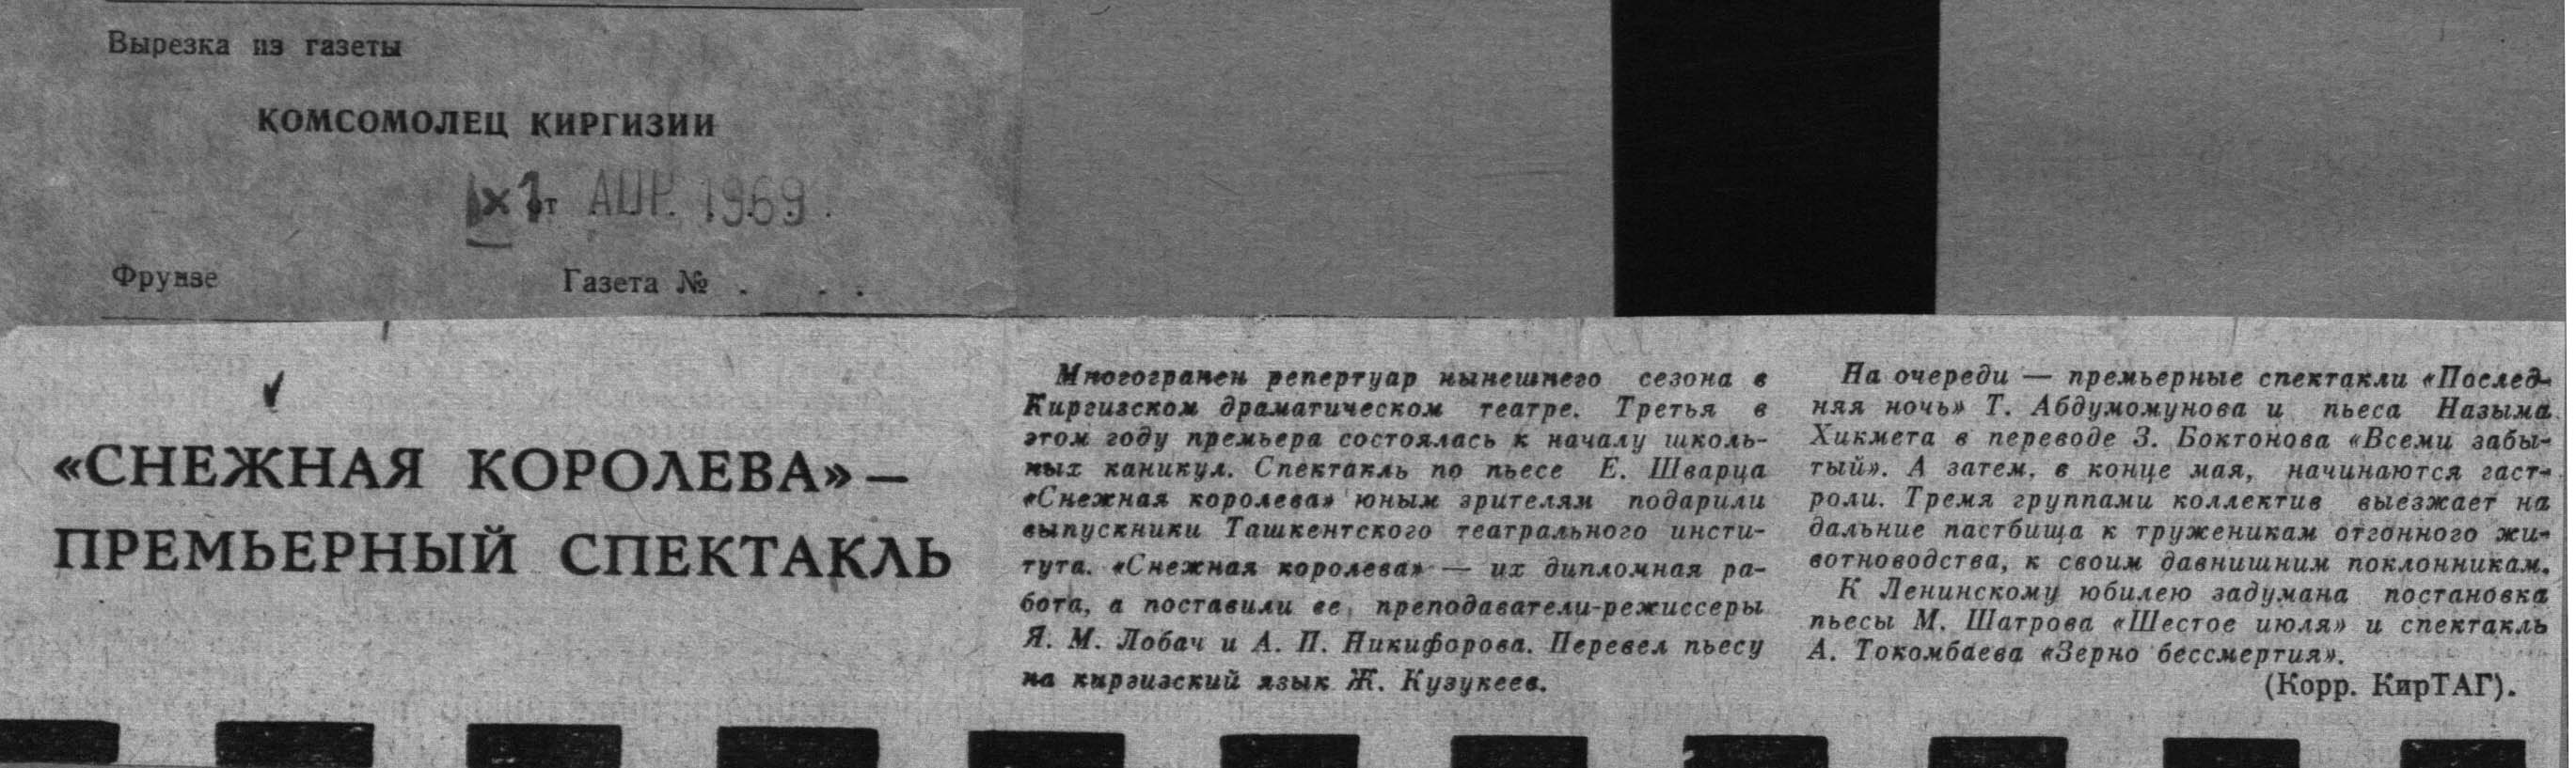 Вырезка из газеты
КОМСОМОЛЕЦ КИРГИЗИИ
от АПР. 1969
Фрунзе Газета №
«СНЕЖНАЯ КОРОЛЕВА» —
ПРЕМЬЕРНЫЙ СПЕКТАКЛЬ
Многогранен репертуар нынешнего сезона в
Киргизском драматическом театре. Третья в
этом году премьера состоялась к началу школь-
ных каникул. Спектакль по пьесе Е. Шварца
«Снежная королева» юным зрителям подарили
выпускники Ташкентского театрального инсти-
тута. «Снежная королева» — их дипломная ра-
бота, а поставили ее преподаватели-режиссеры
Я. М. Лобач и А. П. Никифорова. Перевел пьесу
на киргизский язык Ж. Кузукеев.
На очереди — премьерные спектакли «Послед-
няя ночь» Т. Абдумомунова и пьеса Назыма
Хикмета в переводе З. Боктонова «Всеми забы-
тый». А затем, в конце мая, начинаются гаст-
роли. Тремя группами коллектив выезжает на
дальние пастбища к труженикам отгонного жи-
вотноводства, к своим давнишним поклонникам.
К Ленинскому юбилею задумана постановка
пьесы М. Шатрова «Шестое июля» и спектакль
А. Токомбаева «Зерно бессмертия».
(Корр. КирТАГ).